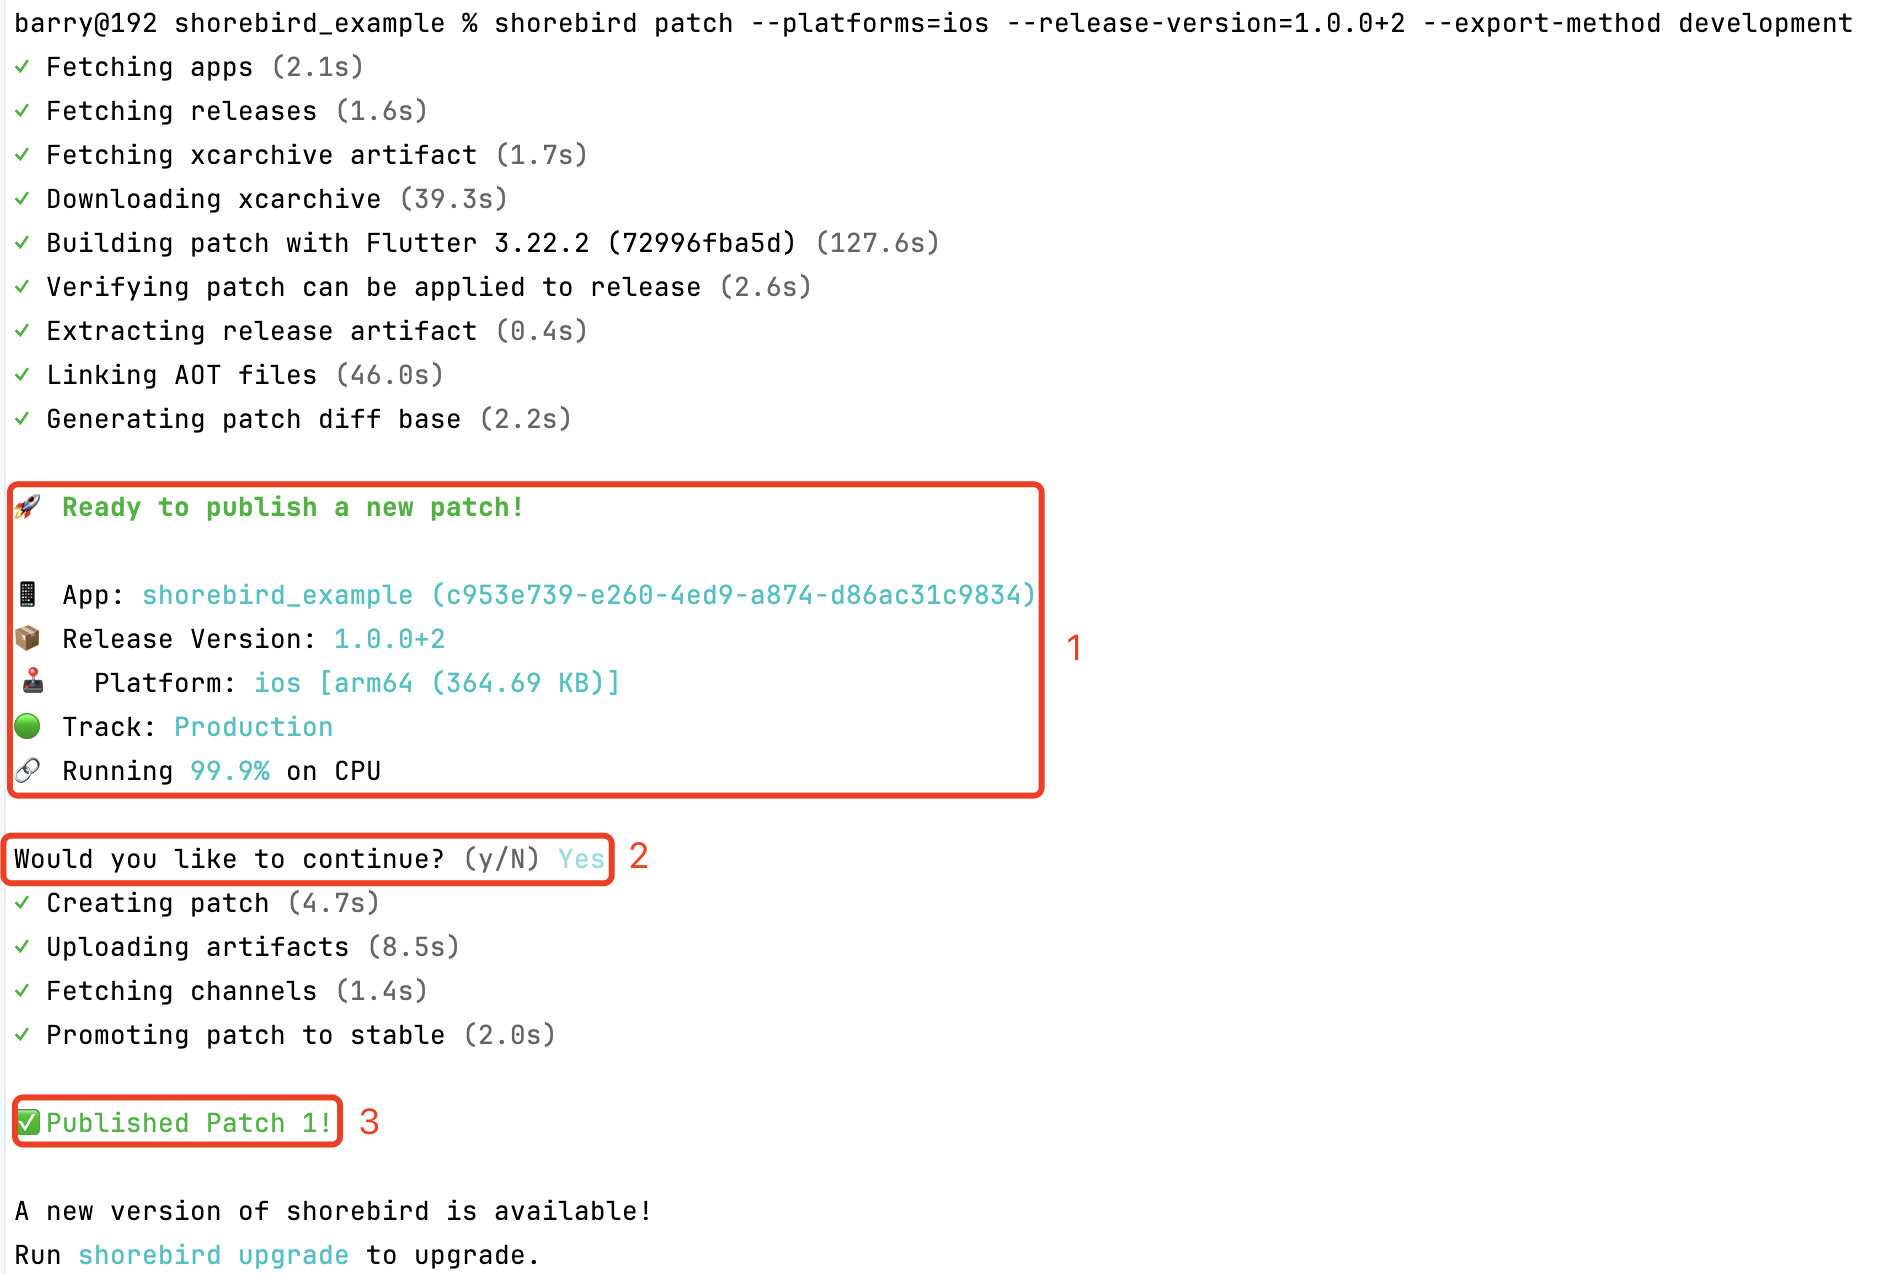 barry@192 shorebird_example % shorebird patch --platforms=ios --release-version=1.0.0+2 --export-method development
✓ Fetching apps (2.1s)
✓ Fetching releases (1.6s)
✓ Fetching xcarchive artifact (1.7s)
✓ Downloading xcarchive (39.3s)
✓ Building patch with Flutter 3.22.2 (72996fba5d) (127.6s)
✓ Verifying patch can be applied to release (2.6s)
✓ Extracting release artifact (0.4s)
✓ Linking AOT files (46.0s)
✓ Generating patch diff base (2.2s)
🚀 Ready to publish a new patch!
📱 App: shorebird_example (c953e739-e260-4ed9-a874-d86ac31c9834)
📦 Release Version: 1.0.0+2
1
🕹️ Platform: ios [arm64 (364.69 KB)]
🟢 Track: Production
🔗 Running 99.9% on CPU
Would you like to continue? (y/N) Yes 2
✓ Creating patch (4.7s)
✓ Uploading artifacts (8.5s)
✓ Fetching channels (1.4s)
✓ Promoting patch to stable (2.0s)
✅ Published Patch 1! 3
A new version of shorebird is available!
Run shorebird upgrade to upgrade.